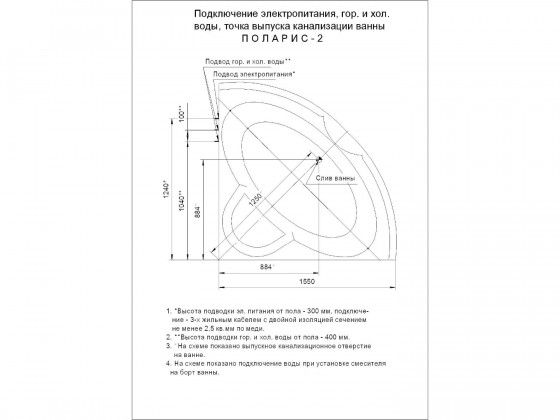 Подключение электропитания, гор. и хол.
воды, точка выпуска канализации ванны
ПОЛАРИС-2
Подвод гор. и хол. воды**
Подвод электропитания*
100**
1240*
1040**
884
1250
Слив ванны
884
1550
1. *Высота подводки эл. питания от пола - 300 мм, подключе-
ние - 3-х жильным кабелем с двойной изоляцией сечением
не менее 2,5 кв.мм по меди.
2. **Высота подводки гор. и хол. воды от пола - 400 мм.
3. На схеме показано выпускное канализационное отверстие
на ванне.
4. На схеме показано подключение воды при установке смесителя
на борт ванны.